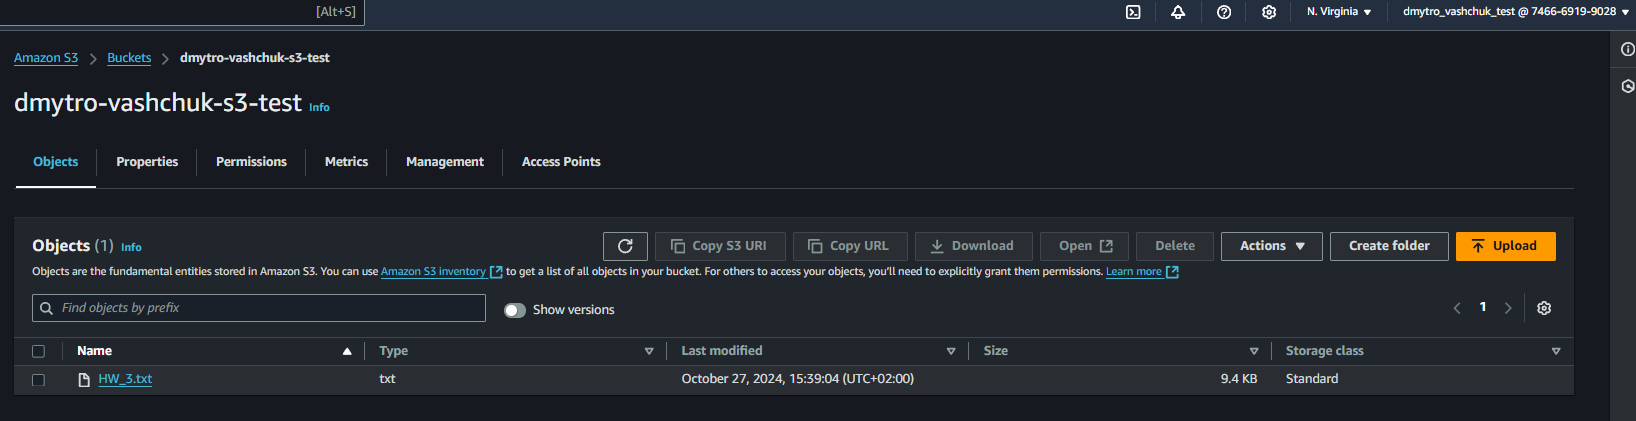 [Alt+S]
N. Virginia
dmytro_vashchuk_test @ 7466-6919-9028
Amazon S3 Buckets dmytro-vashchuk-s3-test
dmytro-vashchuk-s3-test Info
Objects Properties Permissions Metrics Management Access Points
Objects (1) Info
Copy S3 URI Copy URL Download Open Delete Actions Create folder Upload
Objects are the fundamental entities stored in Amazon S3. You can use Amazon S3 inventory to get a list of all objects in your bucket. For others to access your objects, you'll need to explicitly grant them permissions. Learn more
Find objects by prefix Show versions 1
Name Type Last modified Size Storage class
HW_3.txt txt October 27, 2024, 15:39:04 (UTC+02:00) 9.4 KB Standard